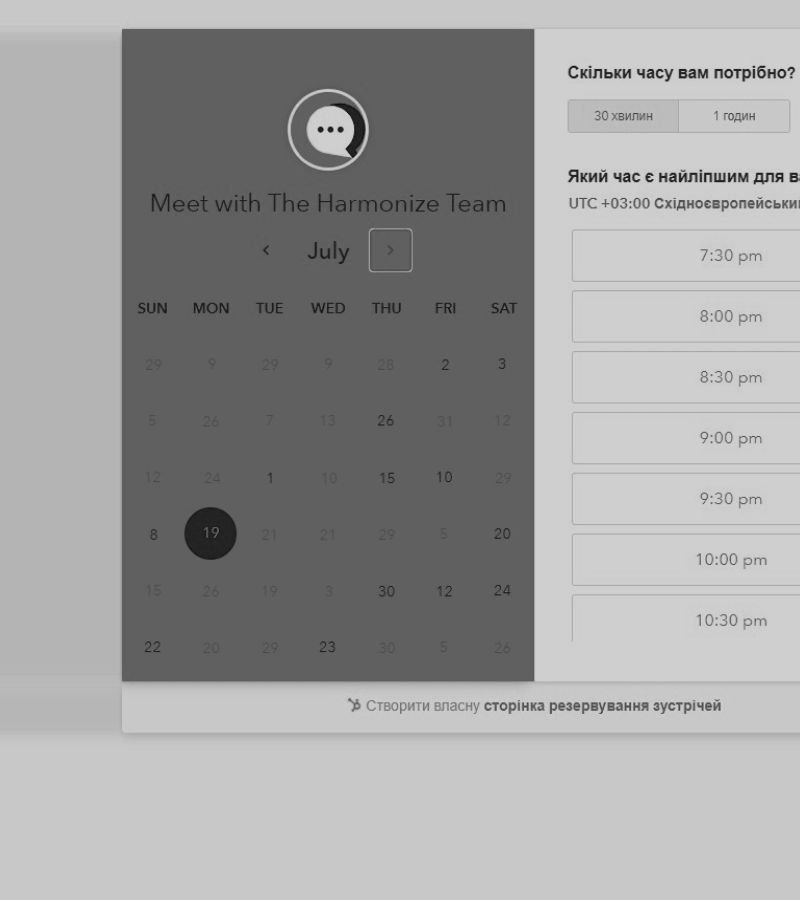 Meet with The Harmonize Team
July
SUN MON TUE WED THU FRI SAT
29 9 29 9 28 2 3
5 26 7 13 26 31 12
12 24 1 10 15 10 29
8 19 21 21 29 5 20
15 26 19 3 30 12 24
22 20 29 23 30 5 26
Скільки часу вам потрібно?
30 хвилин 1 годин
Який час є найліпшим для в
UTC +03:00 Східноєвропейськи
7:30 pm
8:00 pm
8:30 pm
9:00 pm
9:30 pm
10:00 pm
10:30 pm
Створити власну сторінка резервування зустрічей